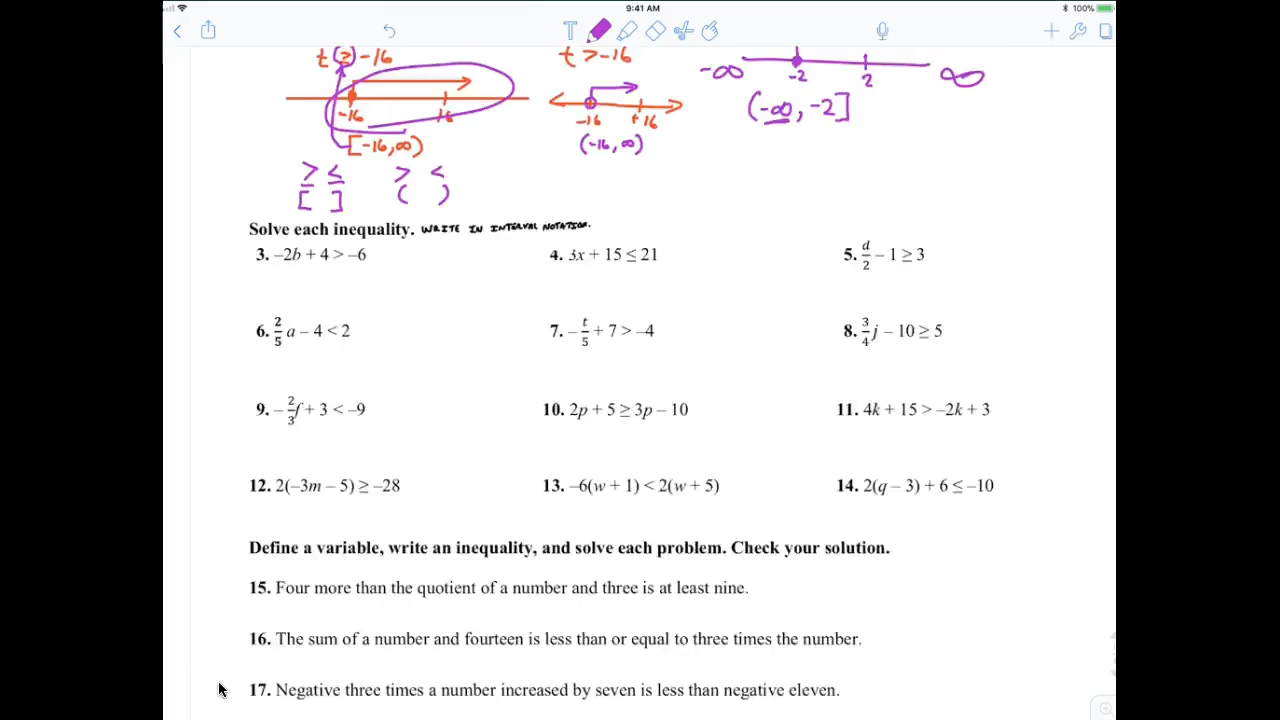 9:41 AM
100%
t ≥ -16
t > -16
-∞ -2 2 ∞
-16 16
-16 +16
(-∞, -2]
[-16, ∞)
(-16, ∞)
≥ ≤ > <
[ ] ( )
Solve each inequality. WRITE IN INTERVAL NOTATION.
3. –2b + 4 > –6 4. 3x + 15 ≤ 21 5. d/2 – 1 ≥ 3
6. 2/5 a – 4 < 2 7. – t/5 + 7 > –4 8. 3/4 j – 10 ≥ 5
9. – 2/3 f + 3 < –9 10. 2p + 5 ≥ 3p – 10 11. 4k + 15 > –2k + 3
12. 2(–3m – 5) ≥ –28 13. –6(w + 1) < 2(w + 5) 14. 2(q – 3) + 6 ≤ –10
Define a variable, write an inequality, and solve each problem. Check your solution.
15. Four more than the quotient of a number and three is at least nine.
16. The sum of a number and fourteen is less than or equal to three times the number.
17. Negative three times a number increased by seven is less than negative eleven.